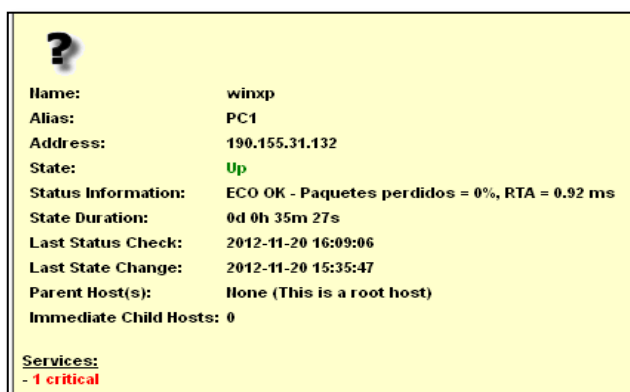 ?
Name: winxp
Alias: PC1
Address: 190.155.31.132
State: Up
Status Information: ECO OK - Paquetes perdidos = 0%, RTA = 0.92 ms
State Duration: 0d 0h 35m 27s
Last Status Check: 2012-11-20 16:09:06
Last State Change: 2012-11-20 15:35:47
Parent Host(s): None (This is a root host)
Immediate Child Hosts: 0
Services:
- 1 critical